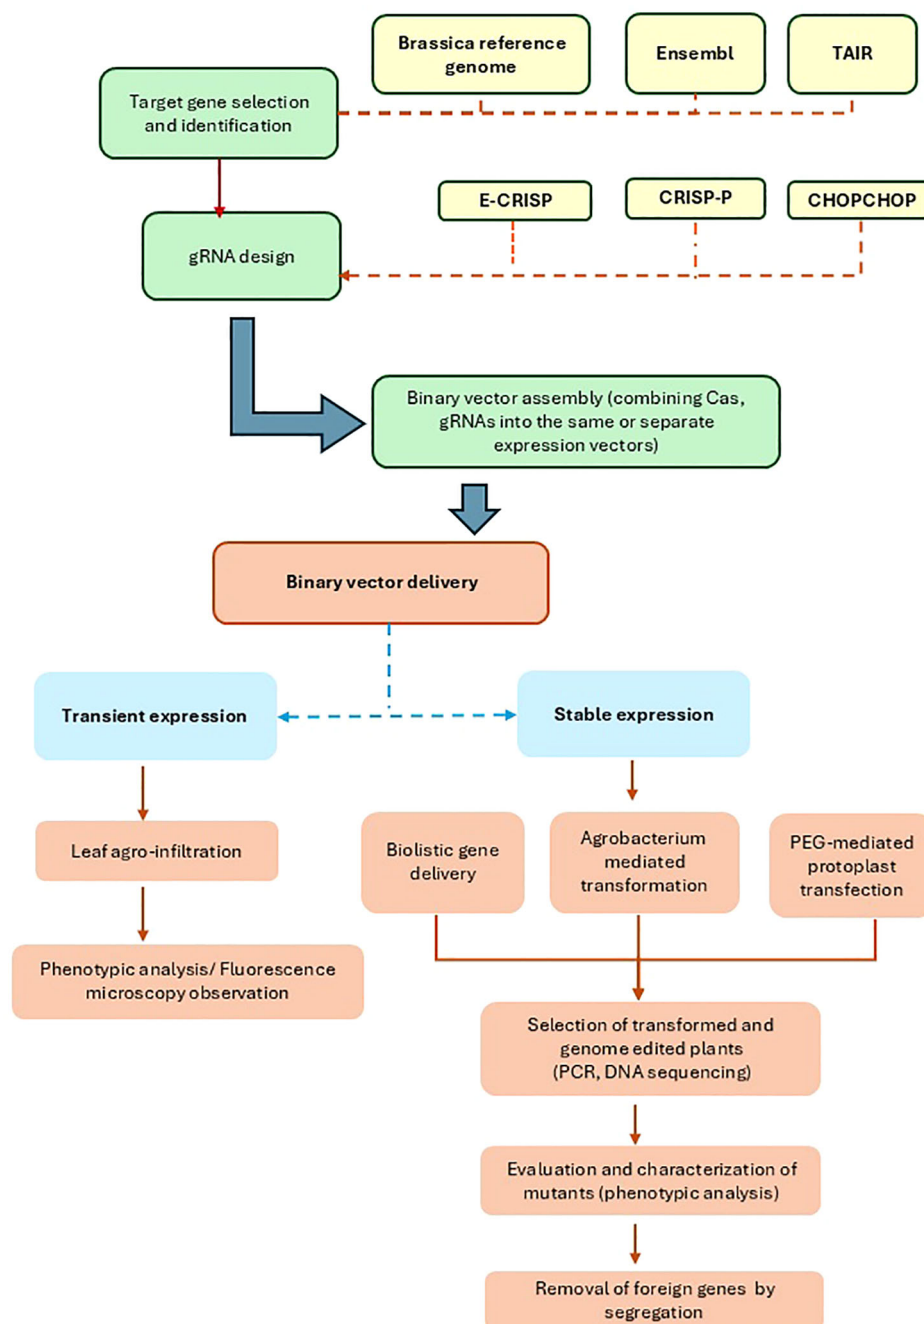 Brassica reference
genome
Ensembl
TAIR
Target gene selection
and identification
E-CRISP
CRISP-P
CHOPCHOP
gRNA design
Binary vector assembly (combining Cas,
gRNAs into the same or separate
expression vectors)
Binary vector delivery
Transient expression
Stable expression
Leaf agro-infiltration
Biolistic gene
delivery
Agrobacterium
mediated
transformation
PEG-mediated
protoplast
transfection
Phenotypic analysis/ Fluorescence
microscopy observation
Selection of transformed and
genome edited plants
(PCR, DNA sequencing)
Evaluation and characterization of
mutants (phenotypic analysis)
Removal of foreign genes by
segregation